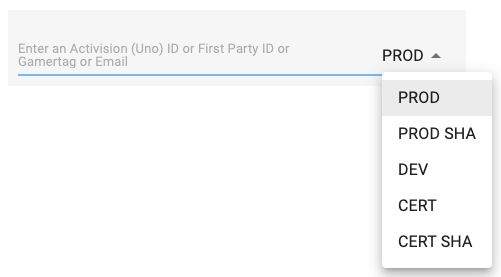 Enter an Activision (Uno) ID or First Party ID or
Gamertag or Email
PROD
PROD
PROD SHA
DEV
CERT
CERT SHA